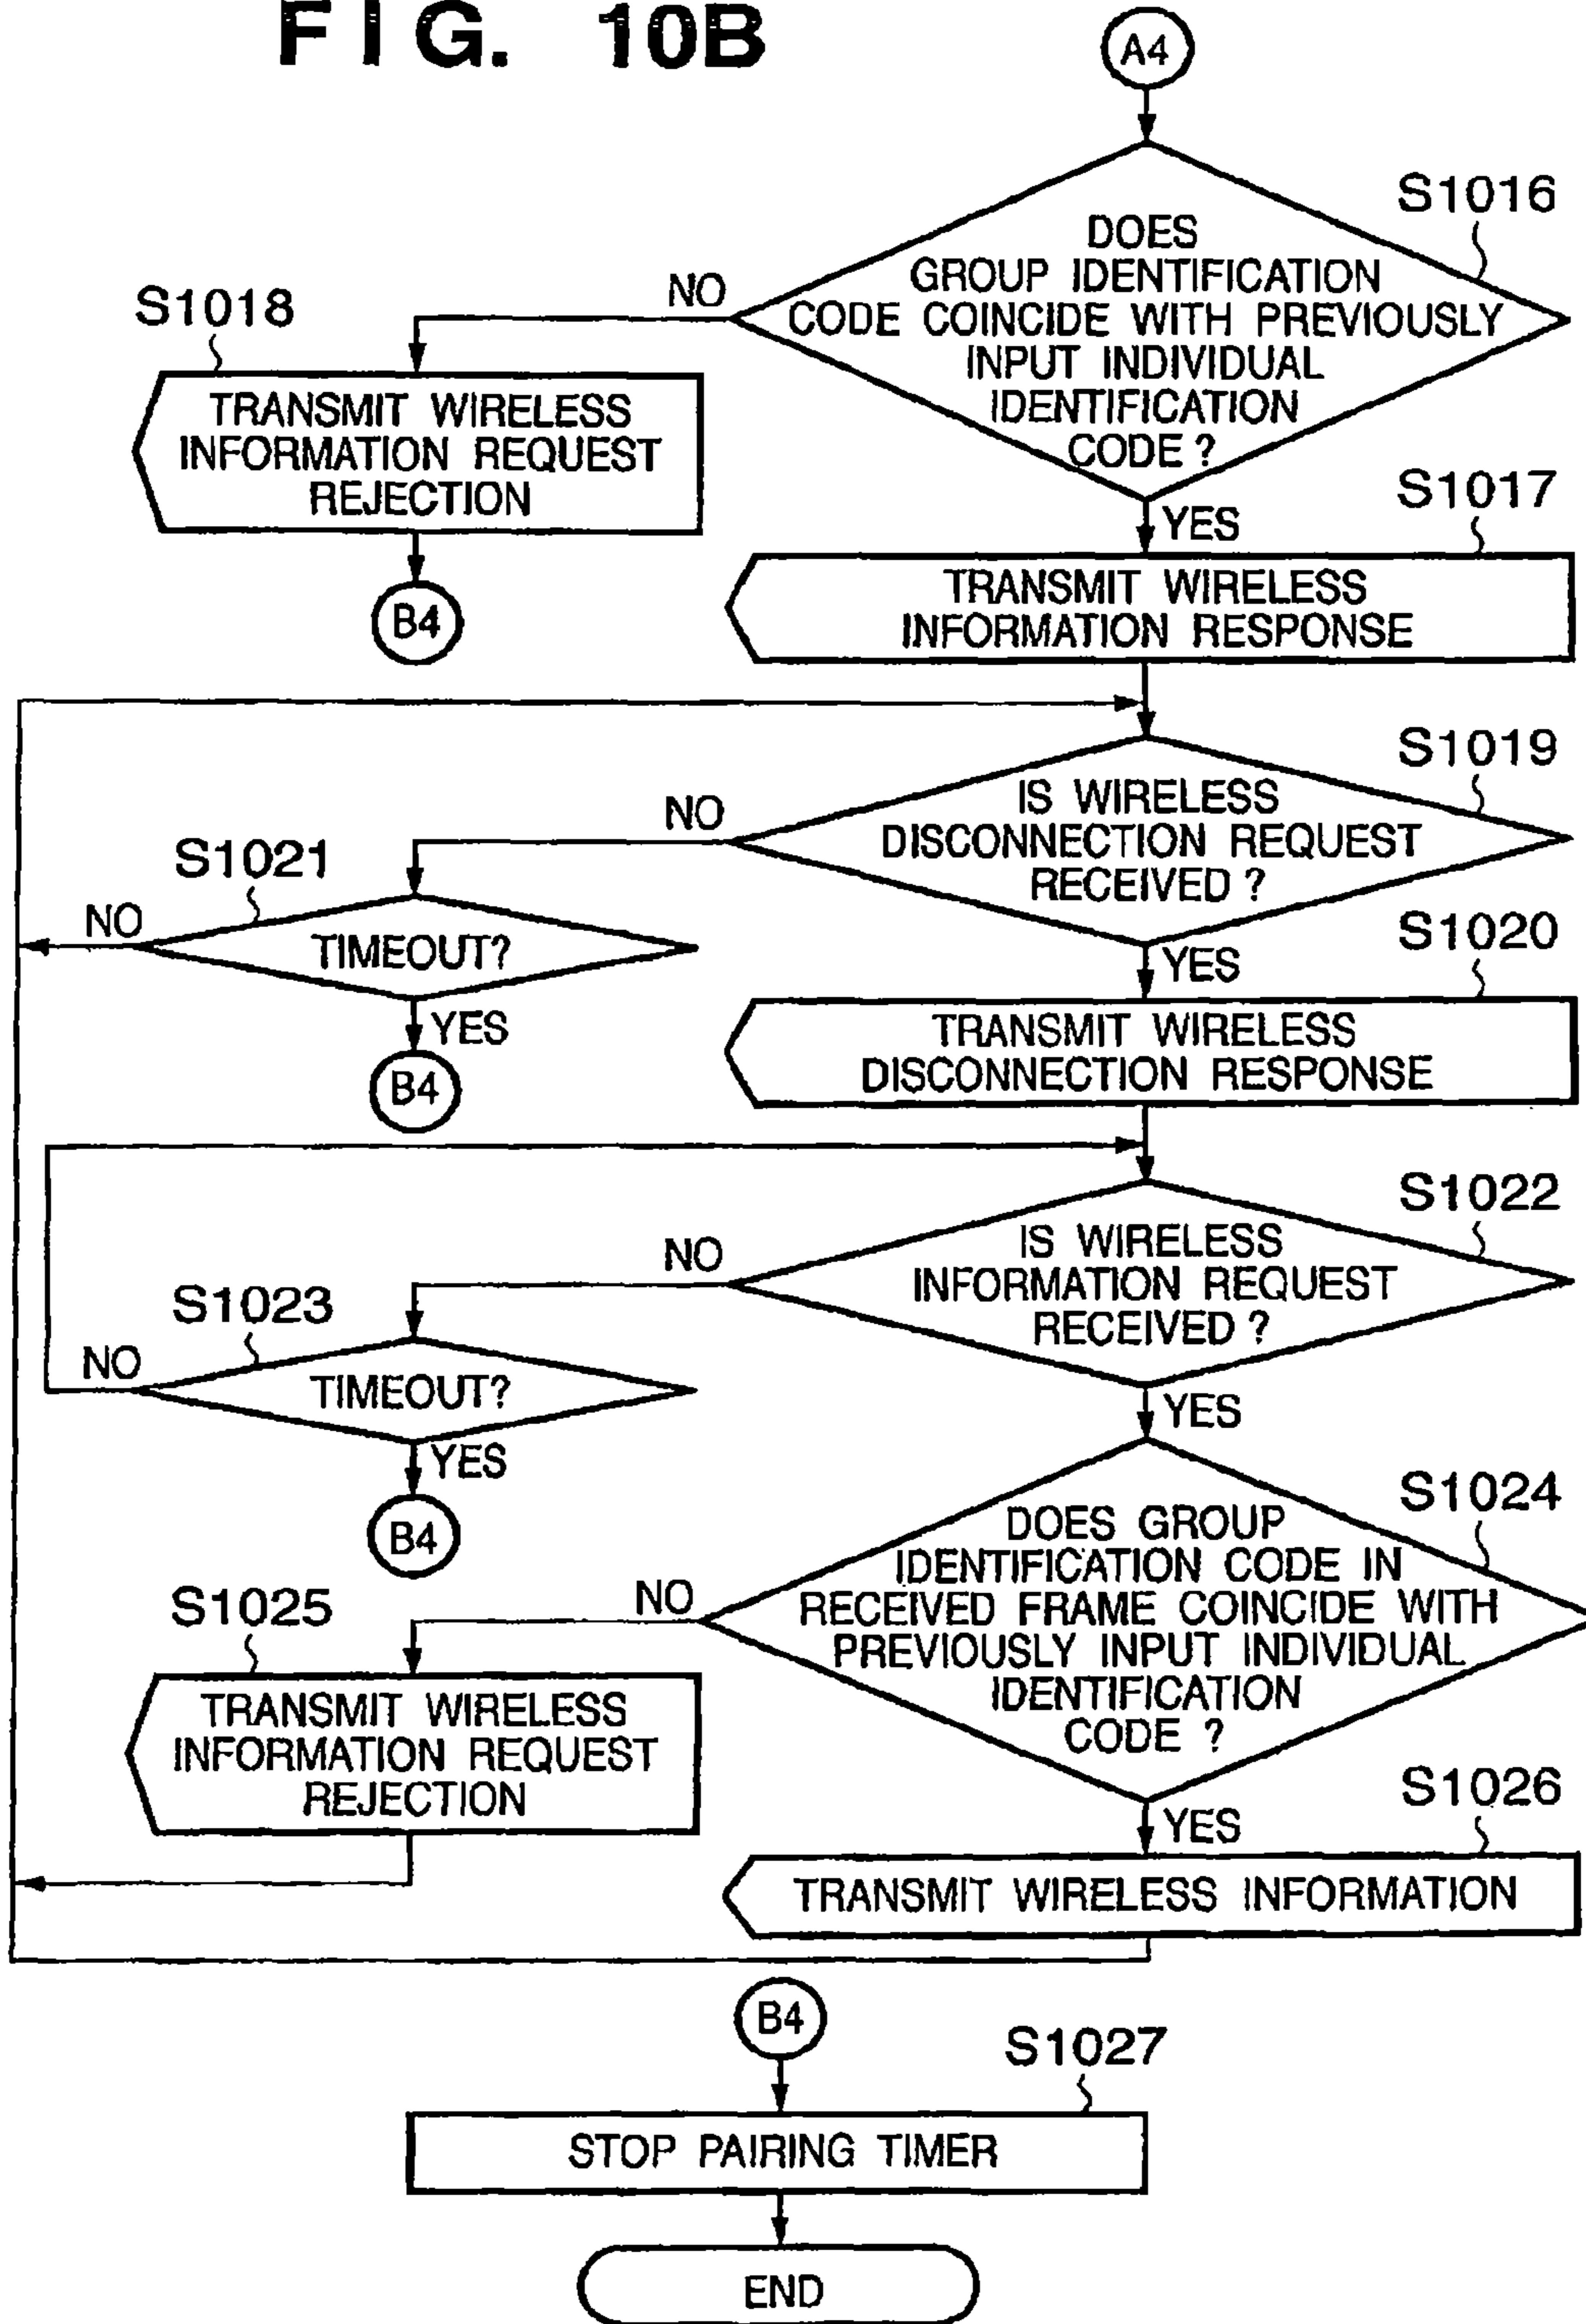 FIG. 10B
A4
S1016
DOES
GROUP IDENTIFICATION
CODE COINCIDE WITH PREVIOUSLY
INPUT INDIVIDUAL
IDENTIFICATION
CODE ?
NO
YES
S1018
TRANSMIT WIRELESS
INFORMATION REQUEST
REJECTION
B4
S1017
TRANSMIT WIRELESS
INFORMATION RESPONSE
S1019
IS WIRELESS
DISCONNECTION REQUEST
RECEIVED ?
NO
YES
S1021
TIMEOUT?
NO
YES
B4
S1020
TRANSMIT WIRELESS
DISCONNECTION RESPONSE
S1022
IS WIRELESS
INFORMATION REQUEST
RECEIVED ?
NO
YES
S1023
TIMEOUT?
NO
YES
B4
S1024
DOES GROUP
IDENTIFICATION CODE IN
RECEIVED FRAME COINCIDE WITH
PREVIOUSLY INPUT INDIVIDUAL
IDENTIFICATION
CODE ?
NO
YES
S1025
TRANSMIT WIRELESS
INFORMATION REQUEST
REJECTION
S1026
TRANSMIT WIRELESS INFORMATION
B4
S1027
STOP PAIRING TIMER
END